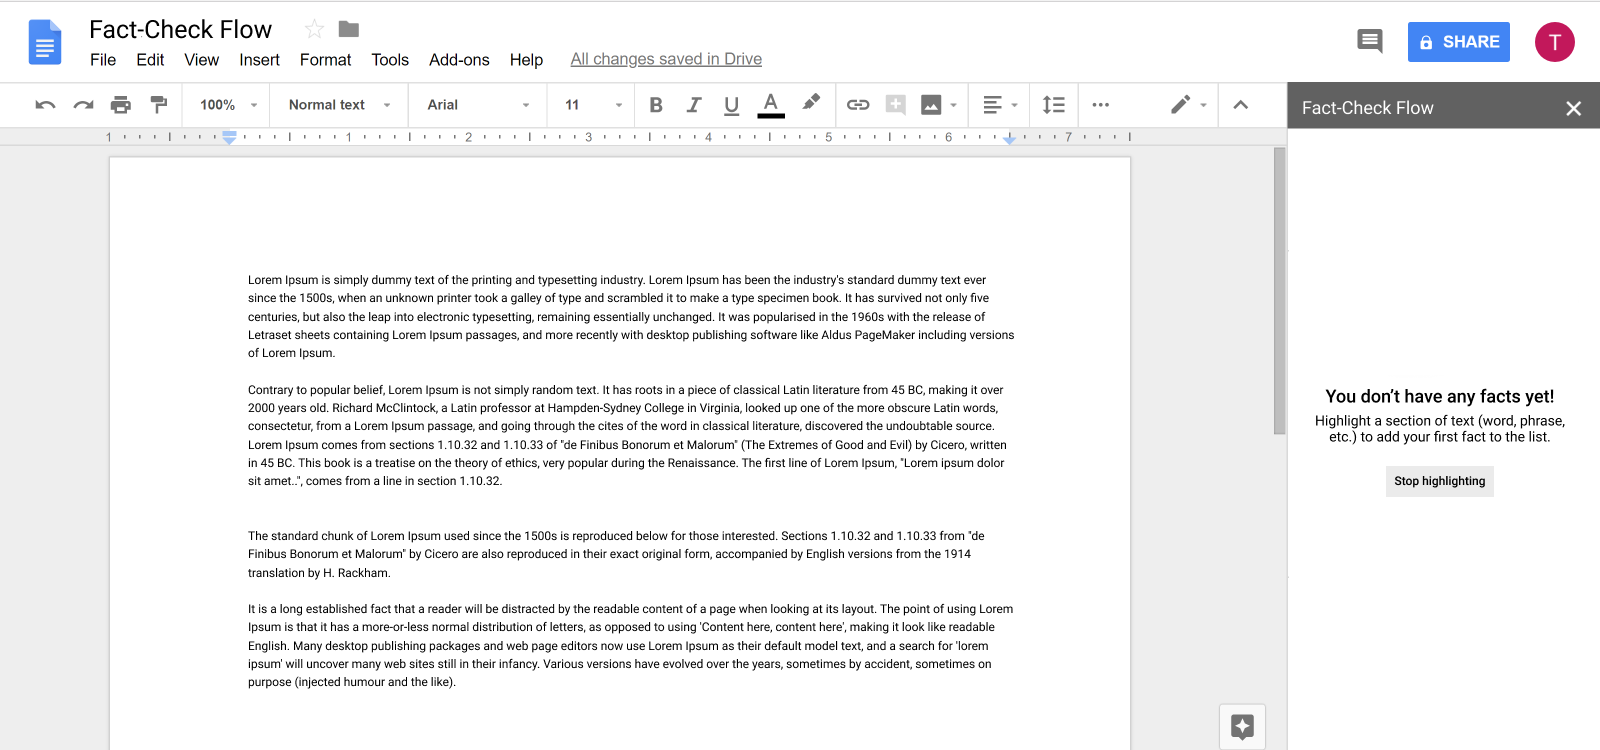 Fact-Check Flow
File Edit View Insert Format Tools Add-ons Help All changes saved in Drive
SHARE
T
100% Normal text Arial 11
Fact-Check Flow
1 1 2 3 4 5 6 7
Lorem Ipsum is simply dummy text of the printing and typesetting industry. Lorem Ipsum has been the industry's standard dummy text ever
since the 1500s, when an unknown printer took a galley of type and scrambled it to make a type specimen book. It has survived not only five
centuries, but also the leap into electronic typesetting, remaining essentially unchanged. It was popularised in the 1960s with the release of
Letraset sheets containing Lorem Ipsum passages, and more recently with desktop publishing software like Aldus PageMaker including versions
of Lorem Ipsum.
Contrary to popular belief, Lorem Ipsum is not simply random text. It has roots in a piece of classical Latin literature from 45 BC, making it over
2000 years old. Richard McClintock, a Latin professor at Hampden-Sydney College in Virginia, looked up one of the more obscure Latin words,
consectetur, from a Lorem Ipsum passage, and going through the cites of the word in classical literature, discovered the undoubtable source.
Lorem Ipsum comes from sections 1.10.32 and 1.10.33 of "de Finibus Bonorum et Malorum" (The Extremes of Good and Evil) by Cicero, written
in 45 BC. This book is a treatise on the theory of ethics, very popular during the Renaissance. The first line of Lorem Ipsum, "Lorem ipsum dolor
sit amet..", comes from a line in section 1.10.32.
The standard chunk of Lorem Ipsum used since the 1500s is reproduced below for those interested. Sections 1.10.32 and 1.10.33 from "de
Finibus Bonorum et Malorum" by Cicero are also reproduced in their exact original form, accompanied by English versions from the 1914
translation by H. Rackham.
It is a long established fact that a reader will be distracted by the readable content of a page when looking at its layout. The point of using Lorem
Ipsum is that it has a more-or-less normal distribution of letters, as opposed to using 'Content here, content here', making it look like readable
English. Many desktop publishing packages and web page editors now use Lorem Ipsum as their default model text, and a search for 'lorem
ipsum' will uncover many web sites still in their infancy. Various versions have evolved over the years, sometimes by accident, sometimes on
purpose (injected humour and the like).
You don't have any facts yet!
Highlight a section of text (word, phrase,
etc.) to add your first fact to the list.
Stop highlighting